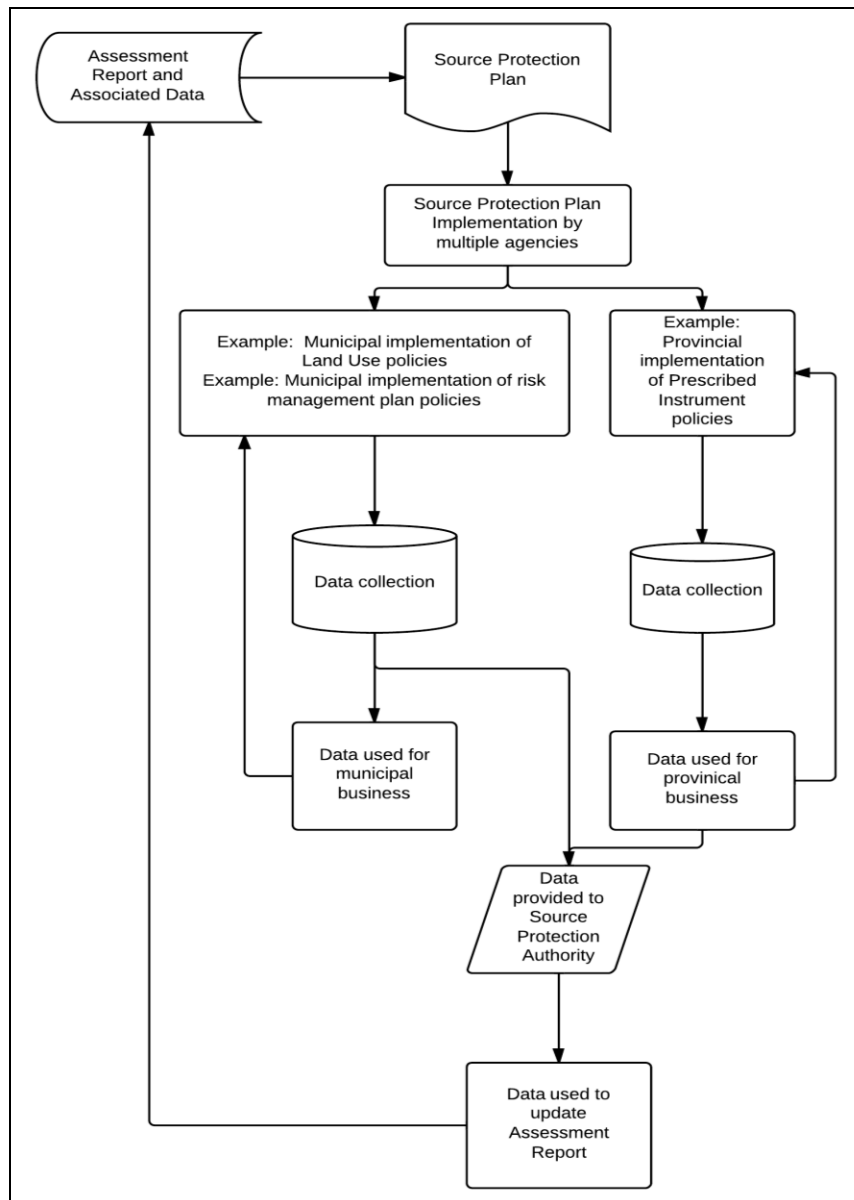 Assessment
Report and
Associated Data
Source Protection
Plan
Source Protection Plan
Implementation by
multiple agencies
Example: Municipal implementation of
Land Use policies
Example: Municipal implementation of risk
management plan policies
Example:
Provincial
implementation
of Prescribed
Instrument
policies
Data collection
Data collection
Data used for
municipal
business
Data used for
provinical
business
Data
provided to
Source
Protection
Authority
Data used to
update
Assessment
Report